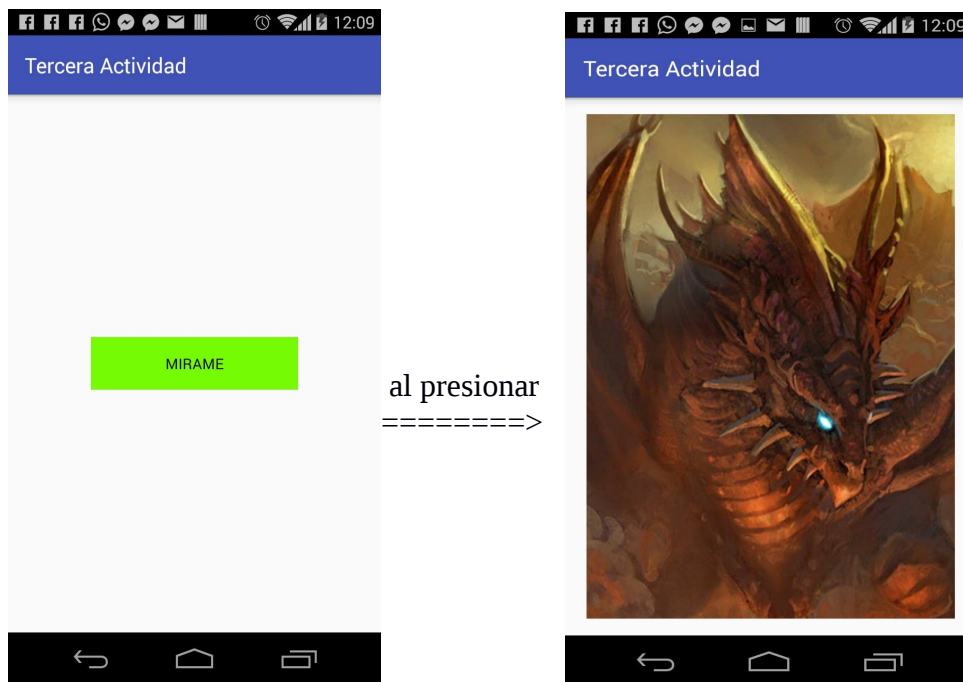 12:09
Tercera Actividad
MIRAME
al presionar
========>
12:09
Tercera Actividad